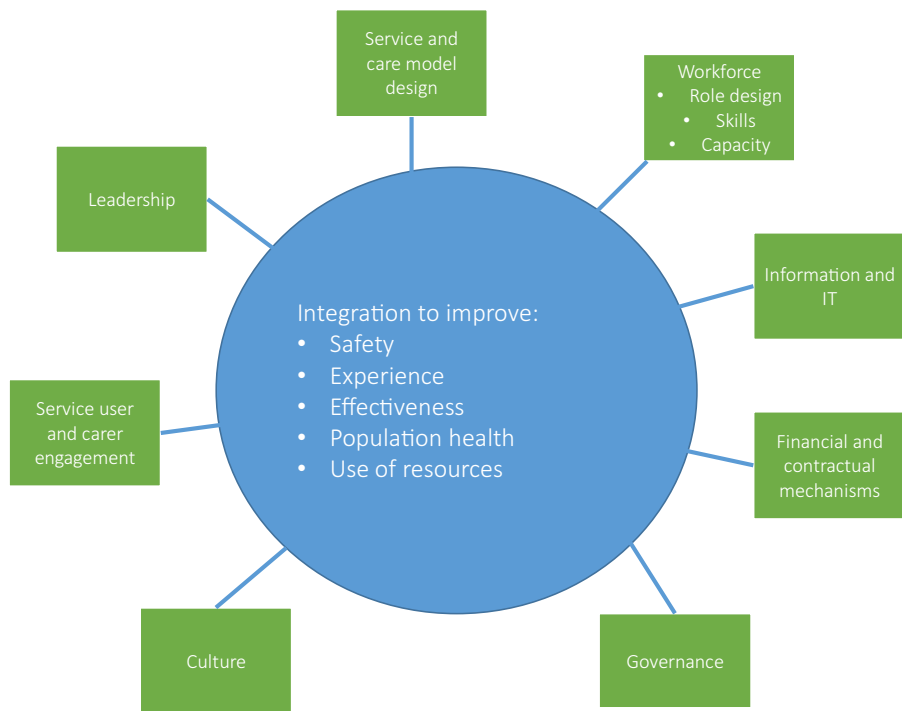 Service and
care model
design
Workforce
• Role design
• Skills
• Capacity
Leadership
Information and
IT
Integration to improve:
• Safety
• Experience
• Effectiveness
• Population health
• Use of resources
Service user
and carer
engagement
Financial and
contractual
mechanisms
Culture
Governance